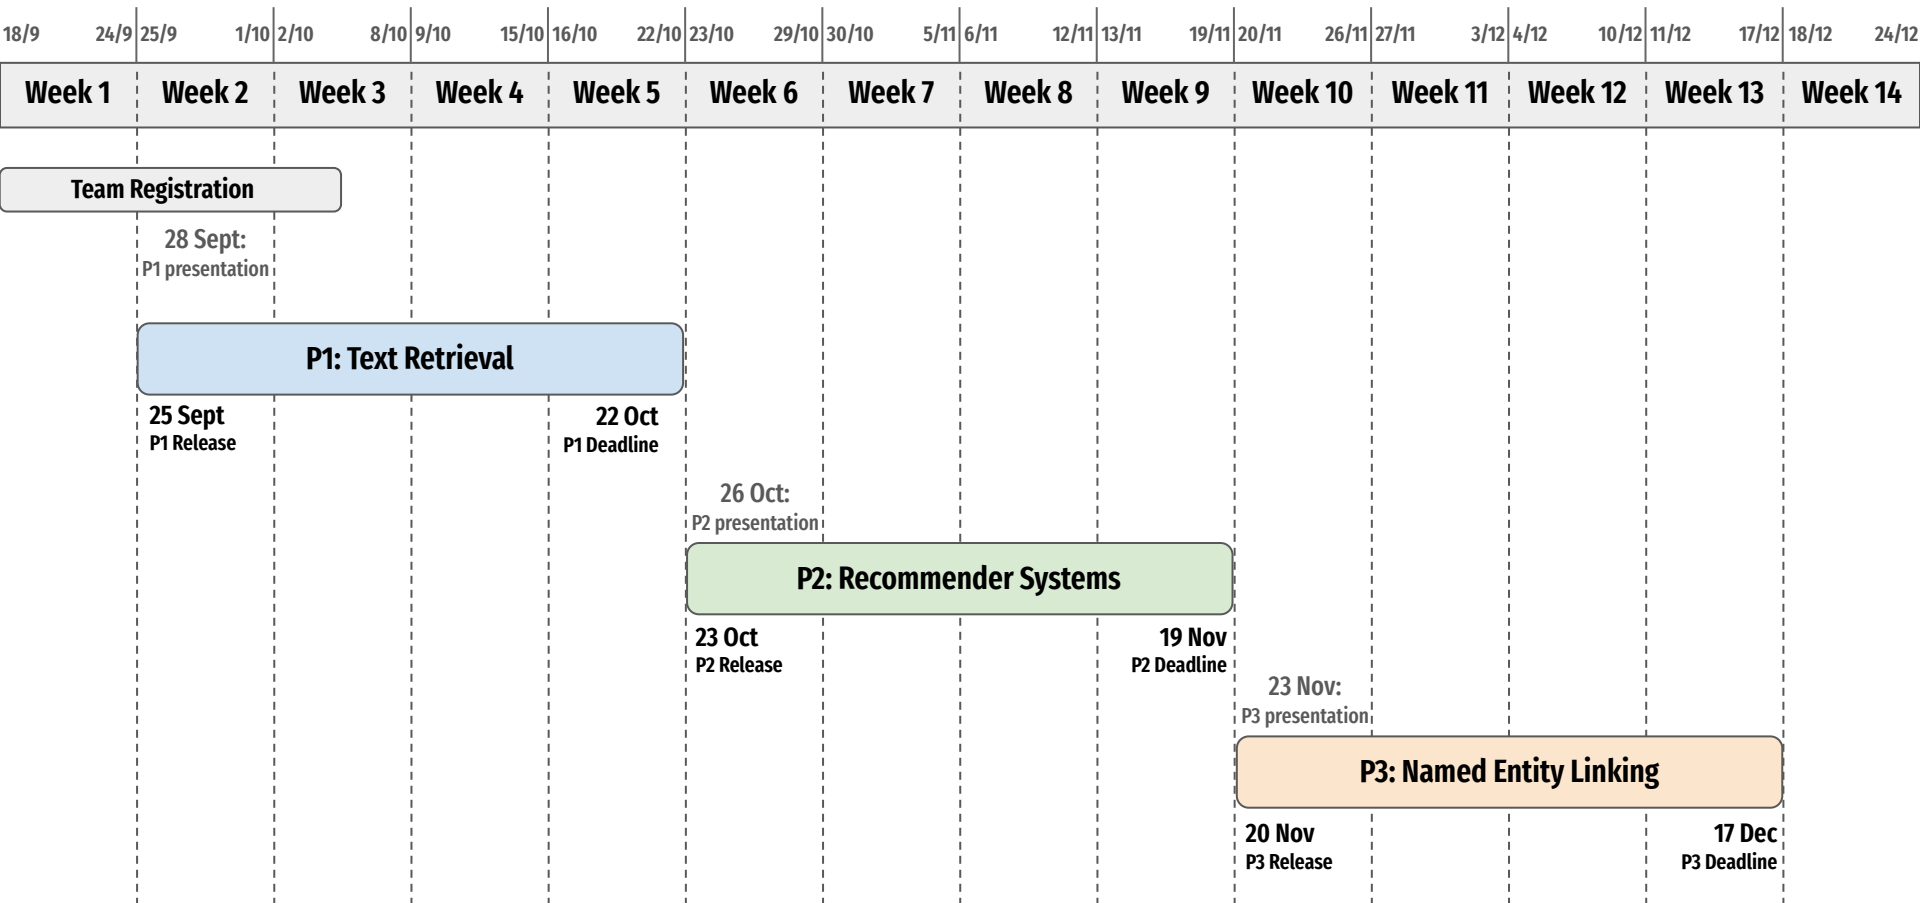 18/9 24/9 25/9 1/10 2/10 8/10 9/10 15/10 16/10 22/10 23/10 29/10 30/10 5/11 6/11 12/11 13/11 19/11 20/11 26/11 27/11 3/12 4/12 10/12 11/12 17/12 18/12 24/12
Week 1 Week 2 Week 3 Week 4 Week 5 Week 6 Week 7 Week 8 Week 9 Week 10 Week 11 Week 12 Week 13 Week 14
Team Registration
28 Sept:
P1 presentation
P1: Text Retrieval
25 Sept
P1 Release
22 Oct
P1 Deadline
26 Oct:
P2 presentation
P2: Recommender Systems
23 Oct
P2 Release
19 Nov
P2 Deadline
23 Nov:
P3 presentation
P3: Named Entity Linking
20 Nov
P3 Release
17 Dec
P3 Deadline